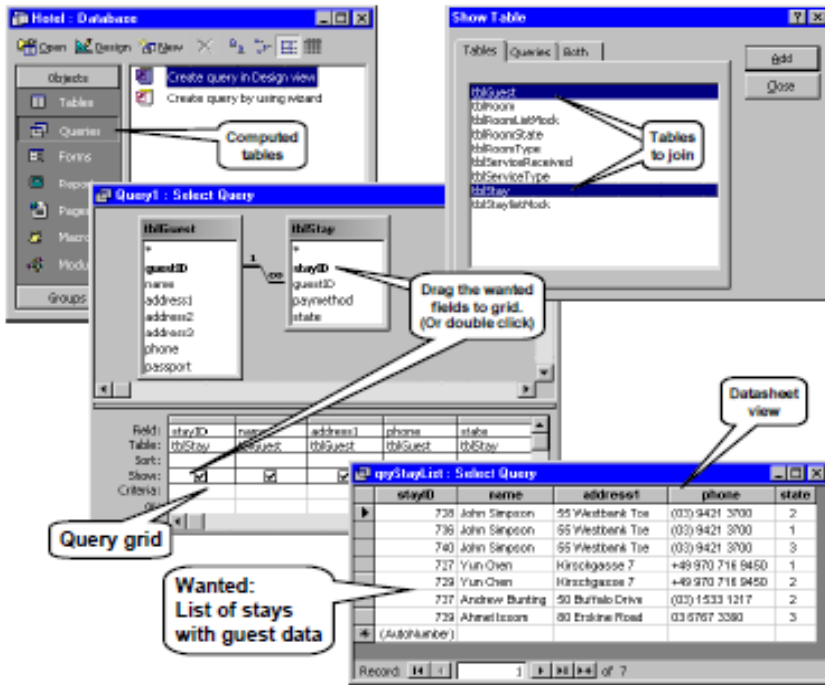 Hotel : Database
Open Design New
Objects
Tables
Queries
Forms
Report
Pages
Macro
Modul
Groups
Create query in Design view
Create query by using wizard
Computed
tables
Show Table
Tables Queries Both
Add
Close
tblGuest
tblRoom
tblRoomListMock
tblRoomState
tblRoomType
tblServiceReceived
tblServiceType
tblStay
tblStaylistMock
Tables
to join
Query1 : Select Query
tblGuest
*
guestID
name
address1
address2
address3
phone
passport
1
∞
tblStay
*
stayID
guestID
paymethod
state
Drag the wanted
fields to grid.
(Or double click)
Field: stayID name address1 phone state
Table: tblStay tblGuest tblGuest tblGuest tblStay
Sort:
Show:
Criteria:
or:
Query grid
Datasheet
view
qryStayList : Select Query
stayID name address1 phone state
738 John Simpson 55 Westbank Tce (03) 9421 3700 2
736 John Simpson 55 Westbank Tce (03) 9421 3700 1
740 John Simpson 55 Westbank Tce (03) 9421 3700 3
727 Yun Chen Kirschgasse 7 +49 970 716 9450 1
729 Yun Chen Kirschgasse 7 +49 970 716 9450 2
737 Andrew Bunting 50 Buffalo Drive (03) 1533 1217 2
739 Ahmet Issom 80 Erskine Road 03 6767 3390 3
(AutoNumber)
Record: 1 of 7
Wanted:
List of stays
with guest data